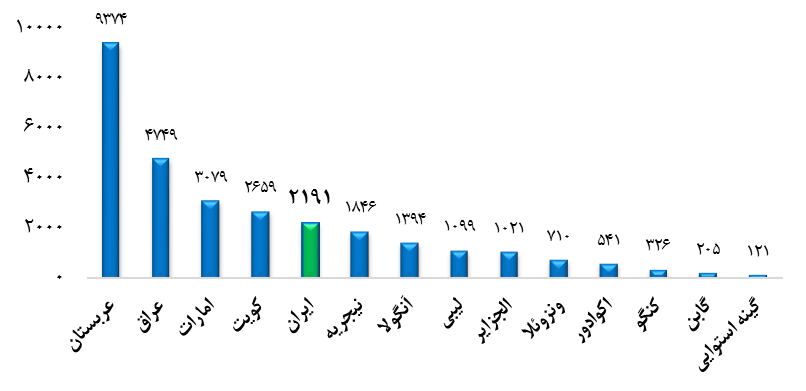 ۱۰۰۰۰
۸۰۰۰
۶۰۰۰
۴۰۰۰
۲۰۰۰
۰
۹۳۷۴
۴۷۴۹
۳۰۷۹
۲۶۵۹
۲۱۹۱
۱۸۴۶
۱۳۹۴
۱۰۹۹
۱۰۲۱
۷۱۰
۵۴۱
۳۲۶
۲۰۵
۱۲۱
عربستان
عراق
امارات
کویت
ایران
نیجریه
آنگولا
لیبی
الجزایر
ونزوئلا
اکوادور
کنگو
گابن
گینه استوایی